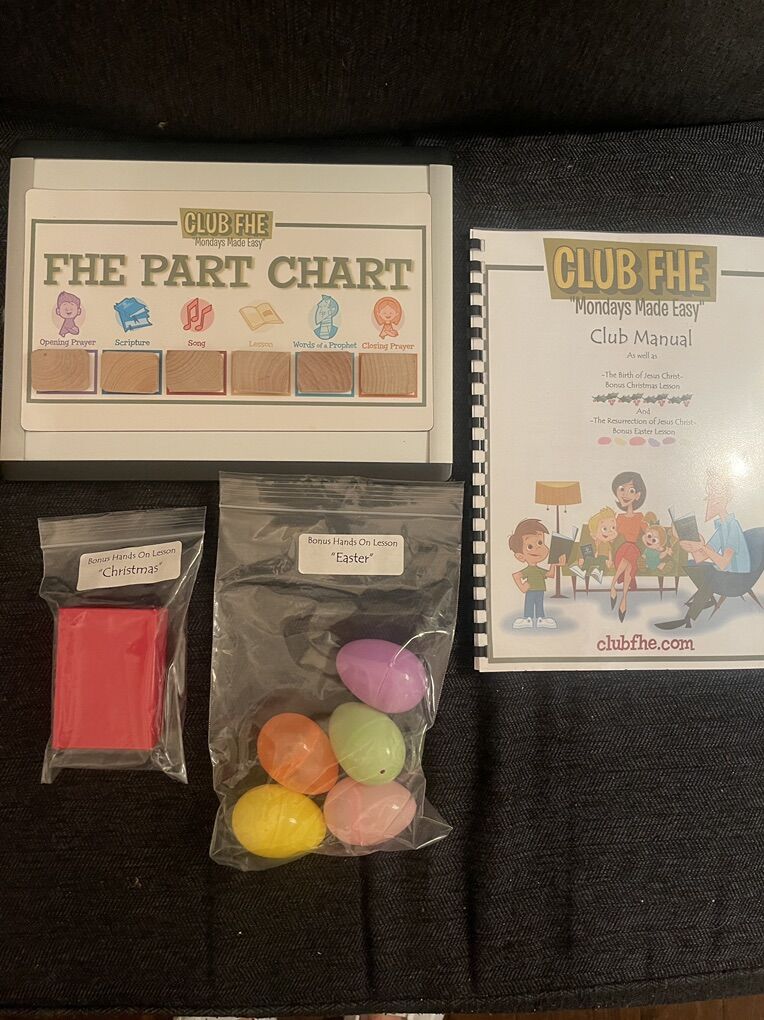 CLUB FHE
"Mondays Made Easy"
FHE PART CHART
Opening Prayer
Scripture
Song
Lesson
Words of a Prophet
Closing Prayer
CLUB FHE
"Mondays Made Easy"
Club Manual
As well as
-The Birth of Jesus Christ-
Bonus Christmas Lesson
And
-The Resurrection of Jesus Christ-
Bonus Easter Lesson
clubfhe.com
Bonus Hands On Lesson
"Christmas"
Bonus Hands On Lesson
"Easter"